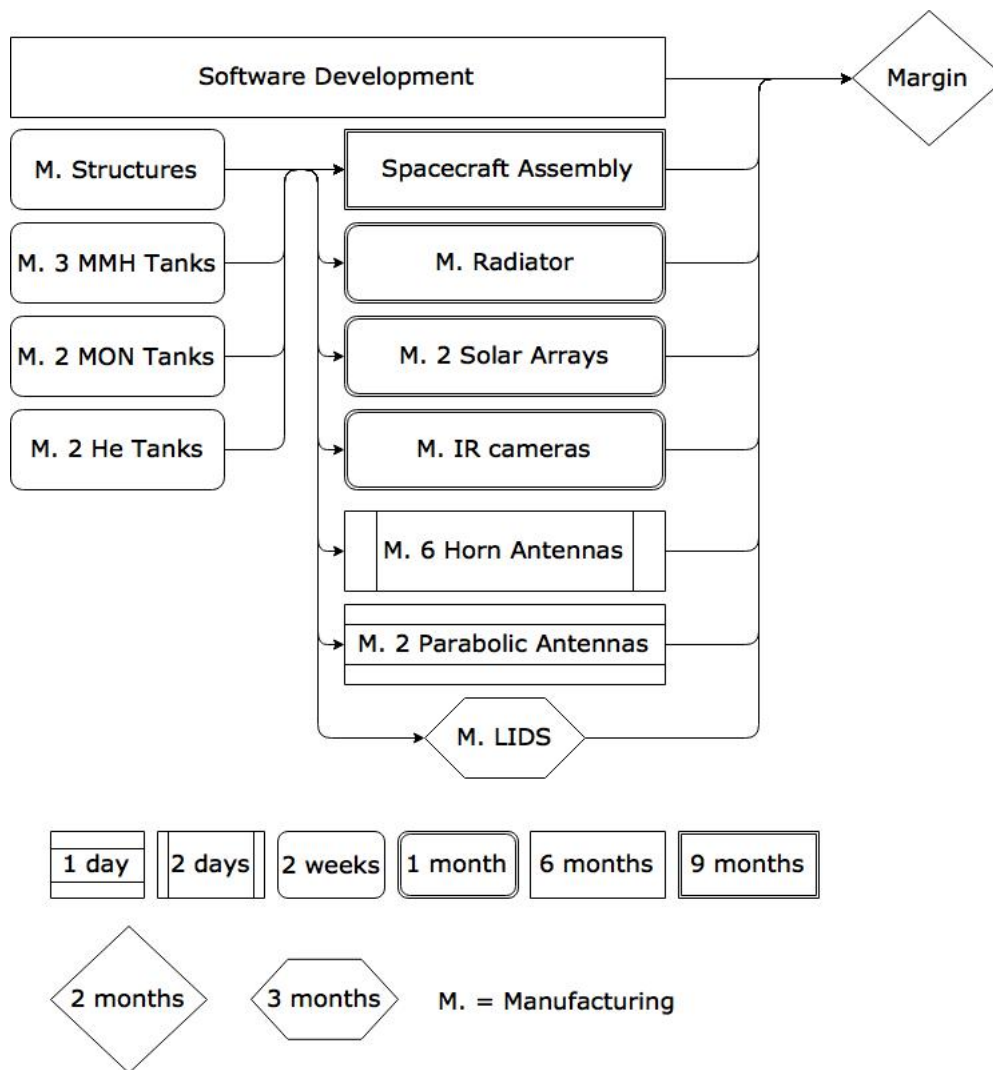 Software Development
Margin
M. Structures
Spacecraft Assembly
M. 3 MMH Tanks
M. Radiator
M. 2 MON Tanks
M. 2 Solar Arrays
M. 2 He Tanks
M. IR cameras
M. 6 Horn Antennas
M. 2 Parabolic Antennas
M. LIDS
1 day
2 days
2 weeks
1 month
6 months
9 months
2 months
3 months
M. = Manufacturing